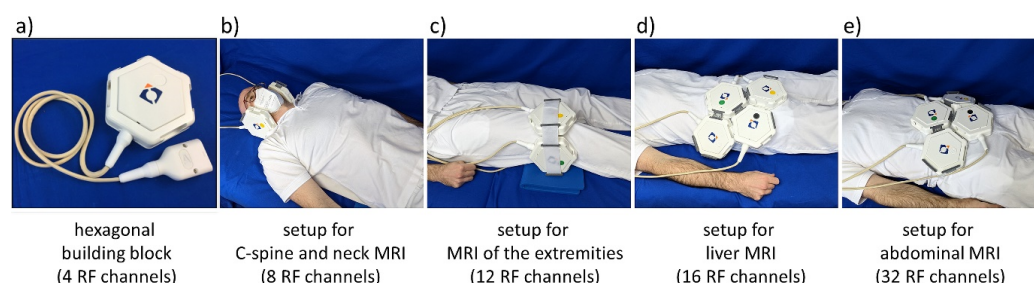 a)
b)
c)
d)
e)
hexagonal
building block
(4 RF channels)
setup for
C-spine and neck MRI
(8 RF channels)
setup for
MRI of the extremities
(12 RF channels)
setup for
liver MRI
(16 RF channels)
setup for
abdominal MRI
(32 RF channels)